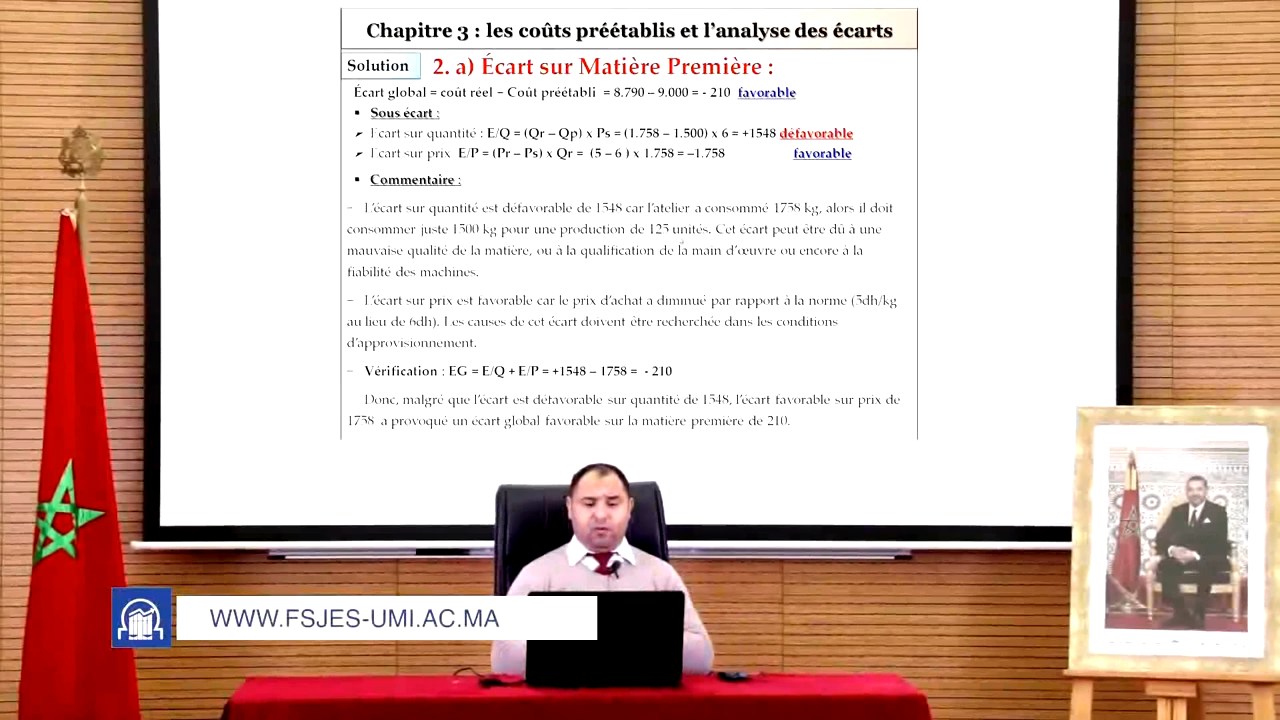 Chapitre 3 : les coûts préétablis et l'analyse des écarts
Solution
2. a) Écart sur Matière Première :
Écart global = coût réel – Coût préétabli = 8.790 – 9.000 = - 210 favorable
▪ Sous écart :
➢ Ecart sur quantité : E/Q = (Qr – Qp) x Ps = (1.758 – 1.500) x 6 = +1548 défavorable
➢ Ecart sur prix E/P = (Pr – Ps) x Qr = (5 – 6 ) x 1.758 = –1.758 favorable
▪ Commentaire :
– L'écart sur quantité est défavorable de 1548 car l'atelier a consommé 1758 kg, alors il doit
consommer juste 1500 kg pour une production de 125 unités. Cet écart peut être dû à une
mauvaise qualité de la matière, ou à la qualification de la main d'œuvre ou encore à la
fiabilité des machines.
– L'écart sur prix est favorable car le prix d'achat a diminué par rapport à la norme (5dh/kg
au lieu de 6dh). Les causes de cet écart doivent être recherchée dans les conditions
d'approvisionnement.
– Vérification : EG = E/Q + E/P = +1548 – 1758 = - 210
Donc, malgré que l'écart est défavorable sur quantité de 1548, l'écart favorable sur prix de
1758 a provoqué un écart global favorable sur la matière première de 210.
WWW.FSJES-UMI.AC.MA